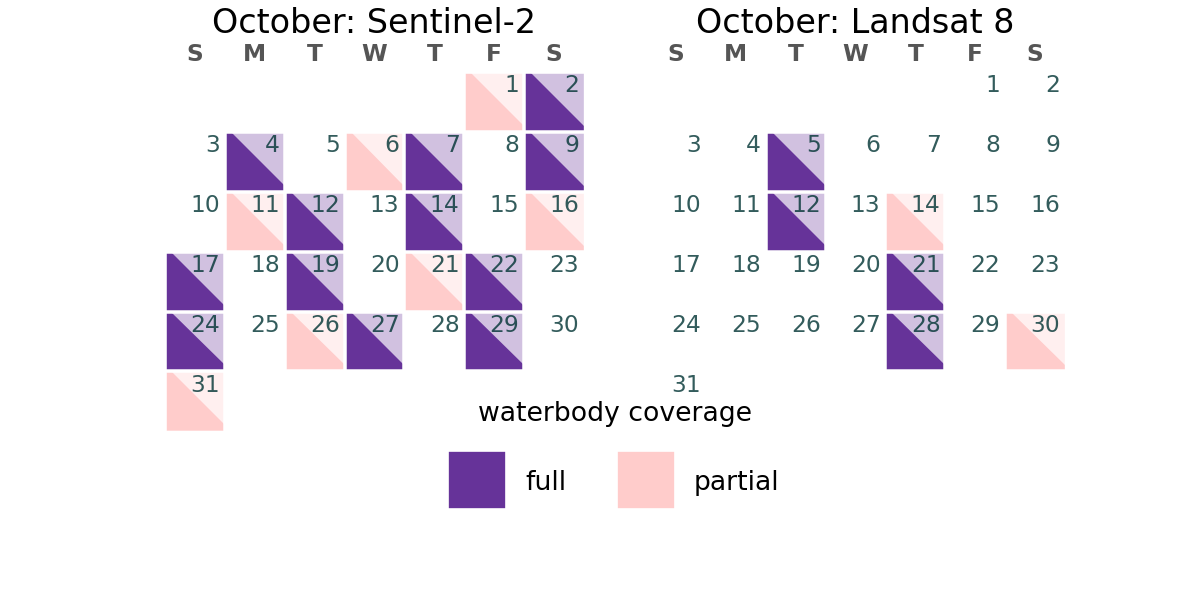 October: Sentinel-2
S M T W T F S
1 2
3 4 5 6 7 8 9
10 11 12 13 14 15 16
17 18 19 20 21 22 23
24 25 26 27 28 29 30
31
October: Landsat 8
S M T W T F S
1 2
3 4 5 6 7 8 9
10 11 12 13 14 15 16
17 18 19 20 21 22 23
24 25 26 27 28 29 30
31
waterbody coverage
full
partial